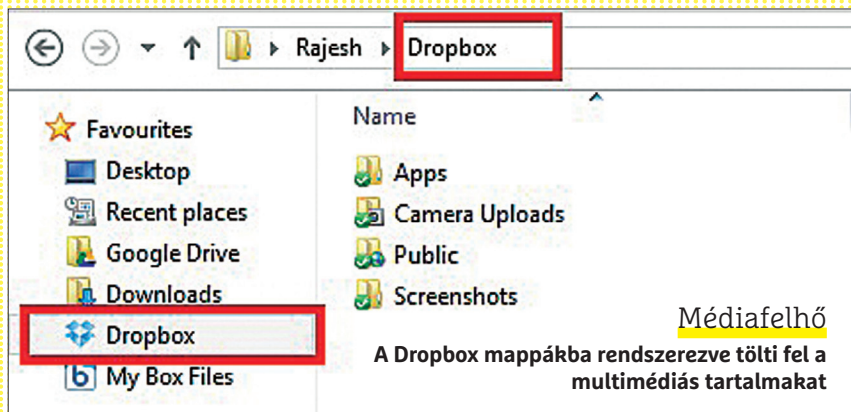 Rajesh Dropbox
Favourites
Desktop
Recent places
Google Drive
Downloads
Dropbox
My Box Files
Name
Apps
Camera Uploads
Public
Screenshots
Médiafelhő
A Dropbox mappákba rendszerezve tölti fel a
multimédiás tartalmakat